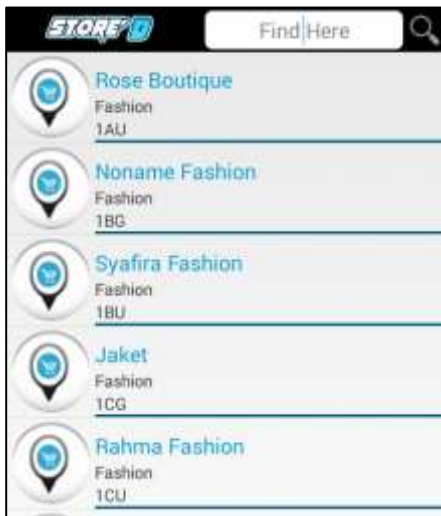 STORE'D
Find Here
Rose Boutique
Fashion
1AU
Noname Fashion
Fashion
1BG
Syafira Fashion
Fashion
1BU
Jaket
Fashion
1CG
Rahma Fashion
Fashion
1CU